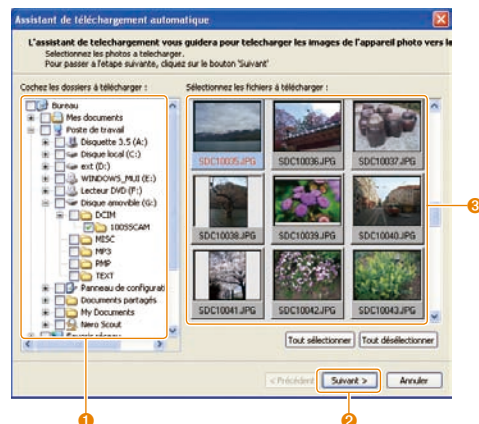 Assistant de téléchargement automatique
L'assistant de telechargement vous guidera pour telecharger les images de l'appareil photo vers le
Selectionnez les photos a telecharger.
Pour passer a l'etape suivante, cliquez sur le bouton 'Suivant'
Cochez les dossiers à télécharger :
Sélectionnez les fichiers à télécharger :
Bureau
Mes documents
Poste de travail
Disquette 3.5 (A:)
Disque local (C:)
ext (D:)
WINDOWS_MUI (E:)
Lecteur DVD (F:)
Disque amovible (G:)
DCIM
100SSCAM
MISC
MP3
PMP
TEXT
Panneau de configurati
Documents partagés
My Documents
Nero Scout
SDC10035.JPG
SDC10036.JPG
SDC10037.JPG
SDC10038.JPG
SDC10039.JPG
SDC10040.JPG
SDC10041.JPG
SDC10042.JPG
SDC10043.JPG
3
Tout sélectionner
Tout désélectionner
< Précédent
Suivant >
Annuler
1
2